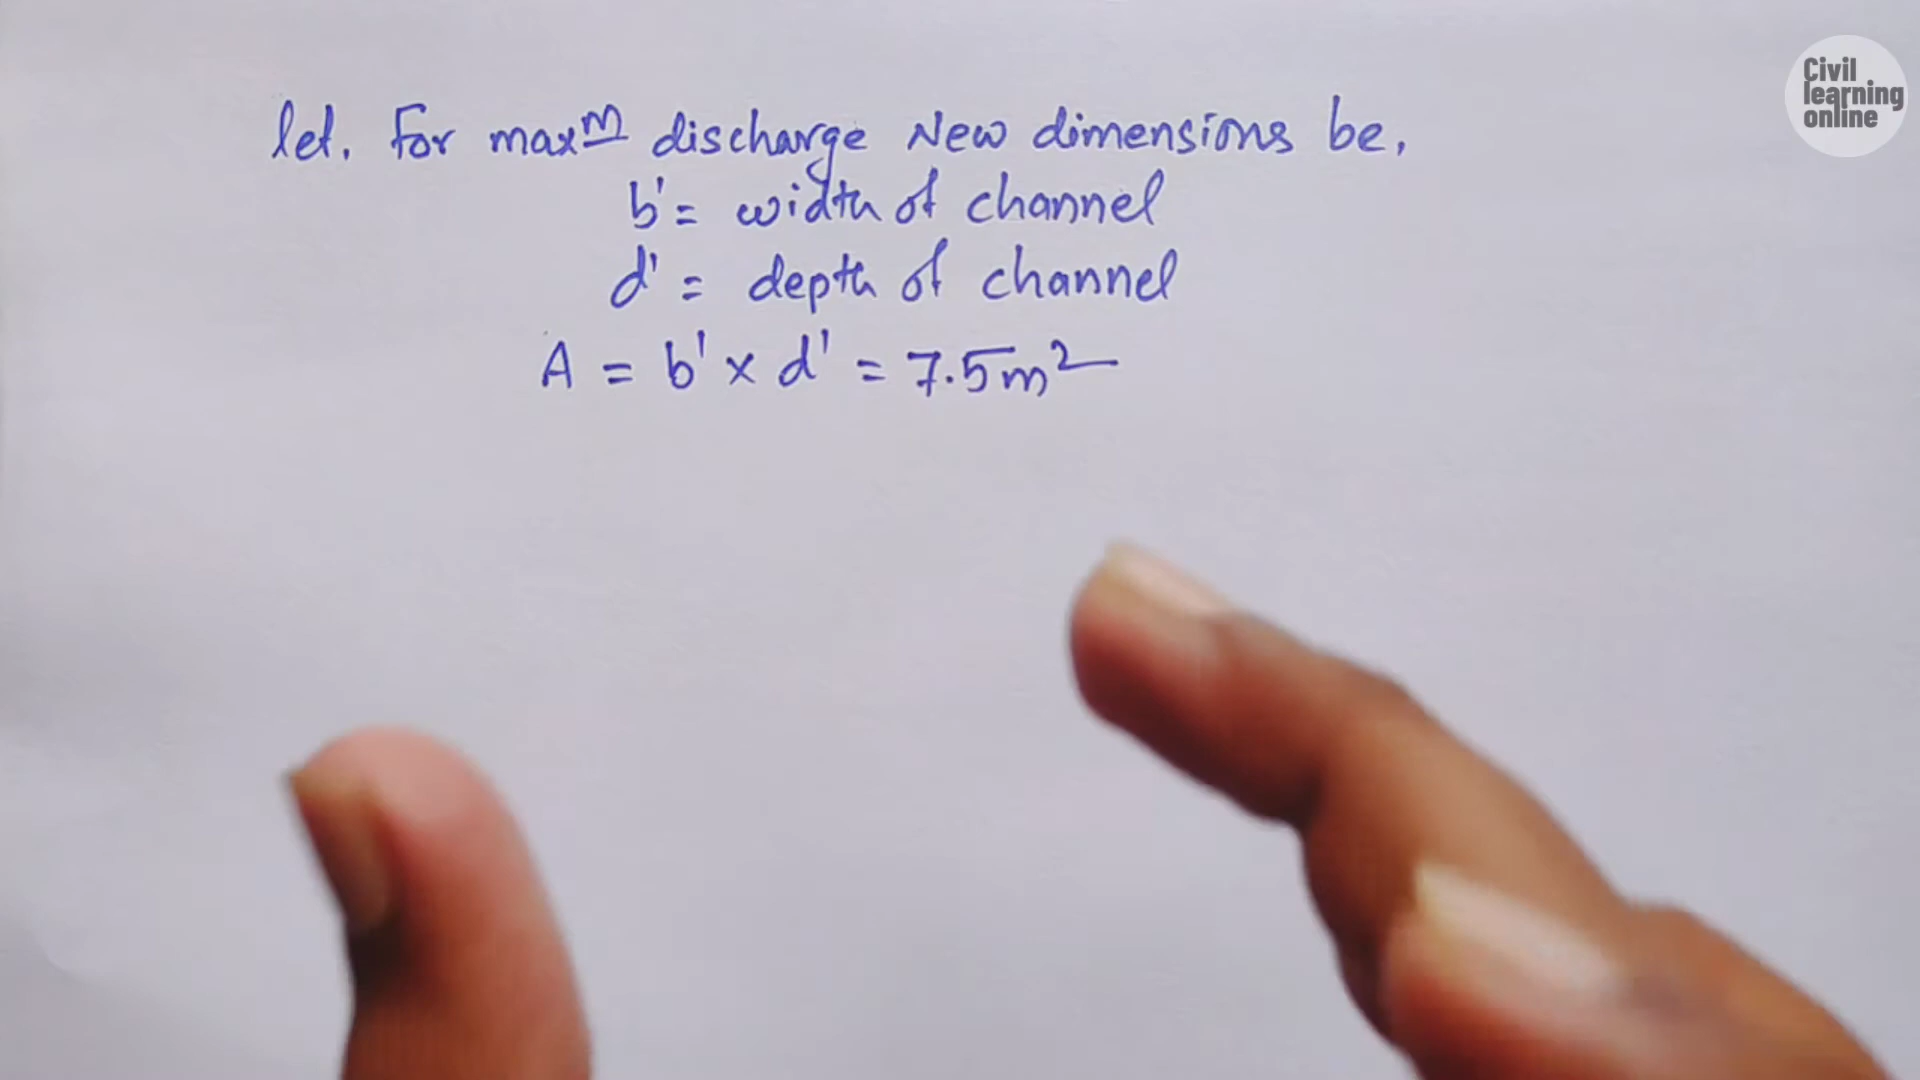 let. For maxᵐ discharge New dimensions be,
b' = width of channel
d' = depth of channel
A = b' × d' = 7.5m²
Civil
learning
online